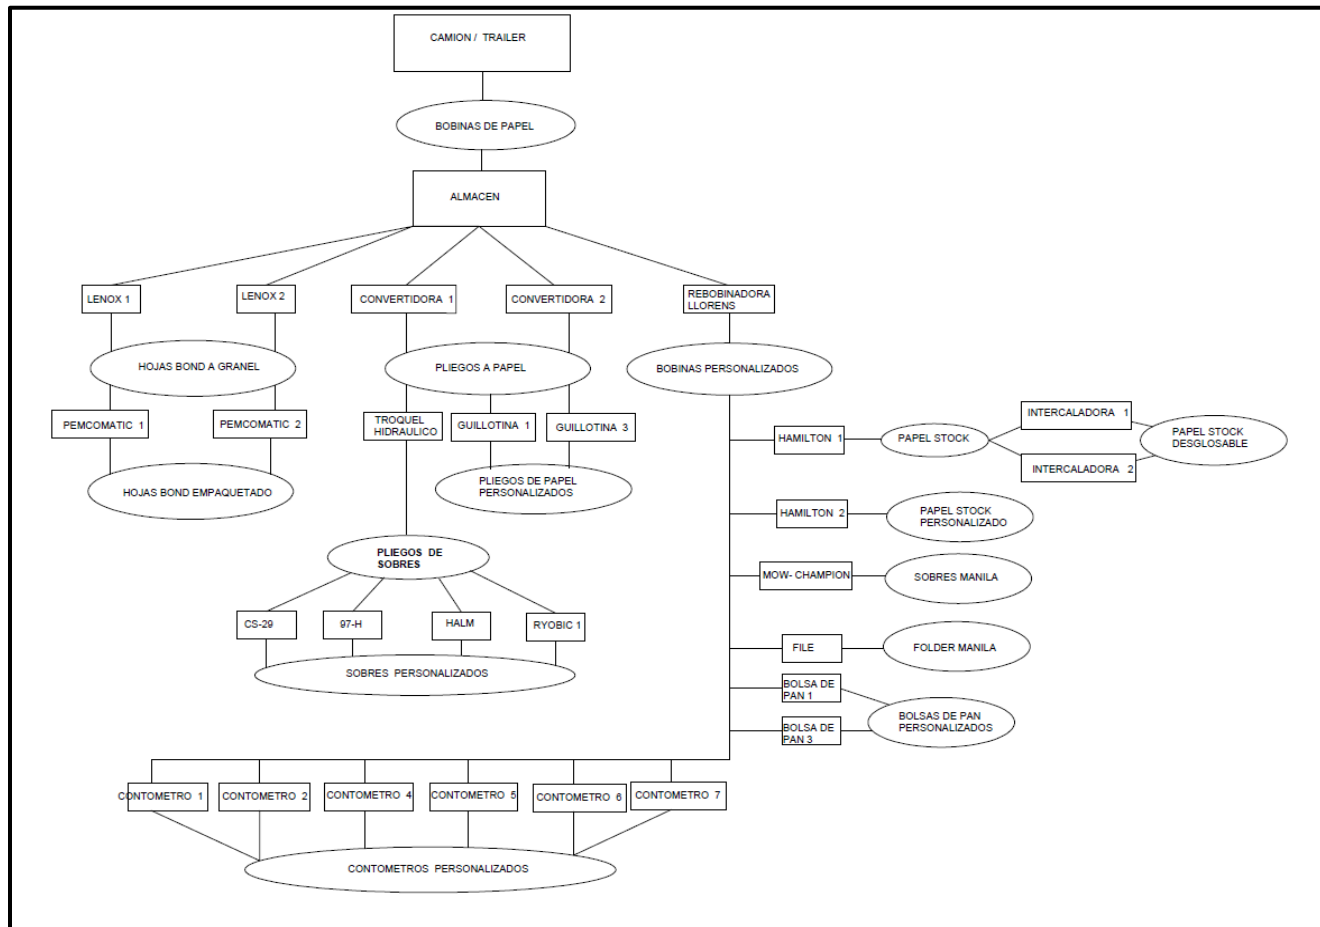 CAMION / TRAILER
BOBINAS DE PAPEL
ALMACEN
LENOX 1
LENOX 2
CONVERTIDORA 1
CONVERTIDORA 2
REBOBINADORA
LLORENS
HOJAS BOND A GRANEL
PLIEGOS A PAPEL
BOBINAS PERSONALIZADOS
PEMCOMATIC 1
PEMCOMATIC 2
TROQUEL
HIDRAULICO
GUILLOTINA 1
GUILLOTINA 3
HAMILTON 1
PAPEL STOCK
INTERCALADORA 1
INTERCALADORA 2
PAPEL STOCK
DESGLOSABLE
HOJAS BOND EMPAQUETADO
PLIEGOS DE PAPEL
PERSONALIZADOS
HAMILTON 2
PAPEL STOCK
PERSONALIZADO
PLIEGOS DE
SOBRES
MOW- CHAMPION
SOBRES MANILA
CS-29
97-H
HALM
RYOBIC 1
FILE
FOLDER MANILA
SOBRES PERSONALIZADOS
BOLSA DE
PAN 1
BOLSA DE
PAN 3
BOLSAS DE PAN
PERSONALIZADOS
CONTOMETRO 1
CONTOMETRO 2
CONTOMETRO 4
CONTOMETRO 5
CONTOMETRO 6
CONTOMETRO 7
CONTOMETROS PERSONALIZADOS